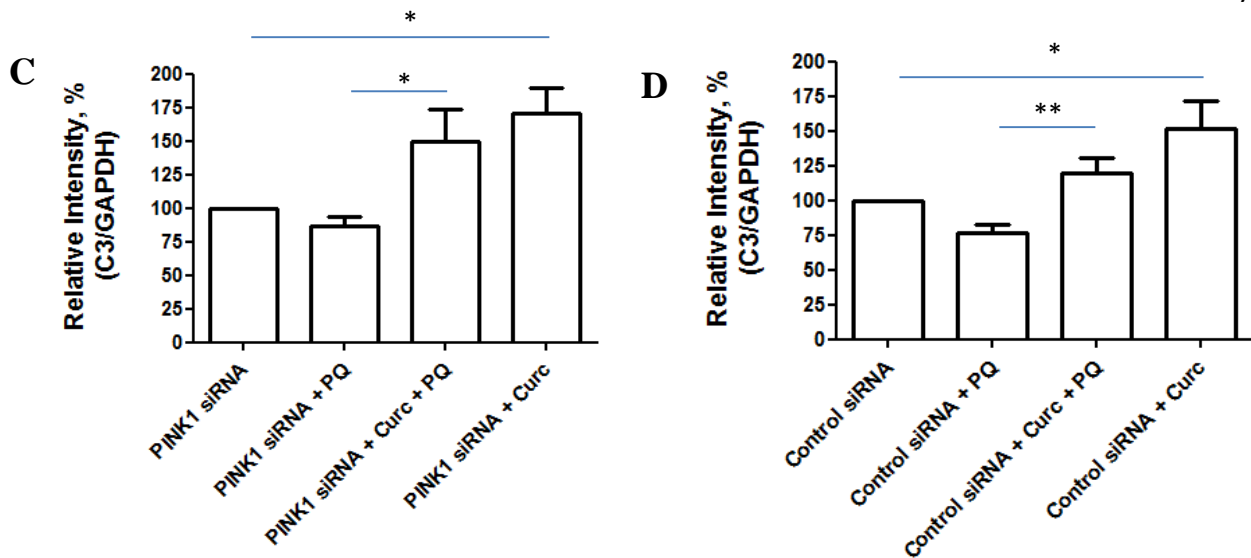 C
*
*
Relative Intensity, %
(C3/GAPDH)
200
175
150
125
100
75
50
25
0
PINK1 siRNA
PINK1 siRNA + PQ
PINK1 siRNA + Curc + PQ
PINK1 siRNA + Curc
D
*
**
Relative Intensity, %
(C3/GAPDH)
200
175
150
125
100
75
50
25
0
Control siRNA
Control siRNA + PQ
Control siRNA + Curc + PQ
Control siRNA + Curc